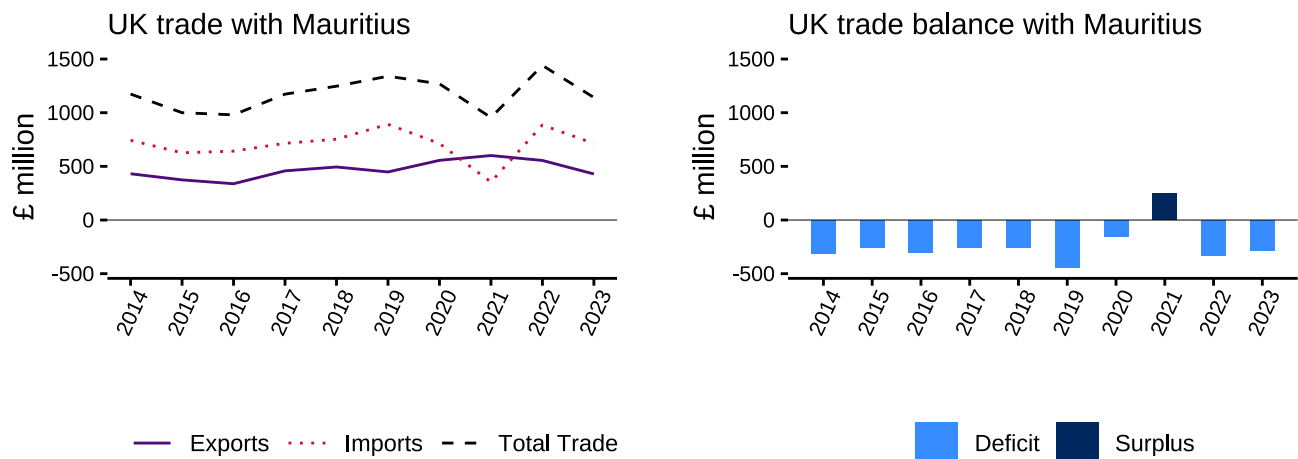 UK trade with Mauritius
£ million
1500
1000
500
0
-500
2014 2015 2016 2017 2018 2019 2020 2021 2022 2023
Exports Imports Total Trade
UK trade balance with Mauritius
£ million
1500
1000
500
0
-500
2014 2015 2016 2017 2018 2019 2020 2021 2022 2023
Deficit Surplus